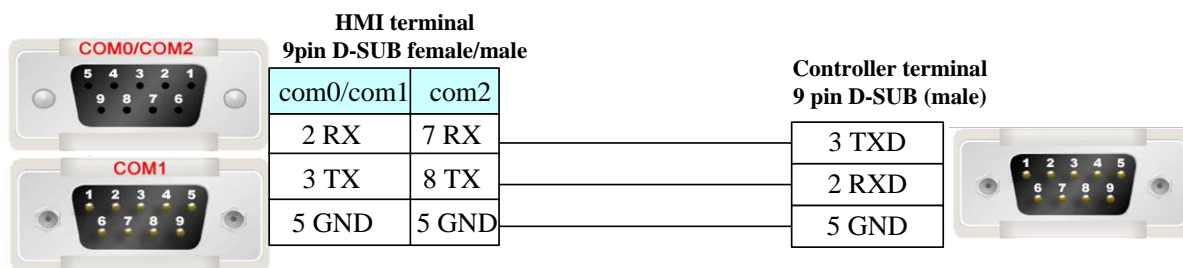 HMI terminal
9pin D-SUB female/male
COM0/COM2
5 4 3 2 1
9 8 7 6
COM1
1 2 3 4 5
6 7 8 9
com0/com1 com2
2 RX 7 RX
3 TX 8 TX
5 GND 5 GND
Controller terminal
9 pin D-SUB (male)
3 TXD
2 RXD
5 GND
1 2 3 4 5
6 7 8 9